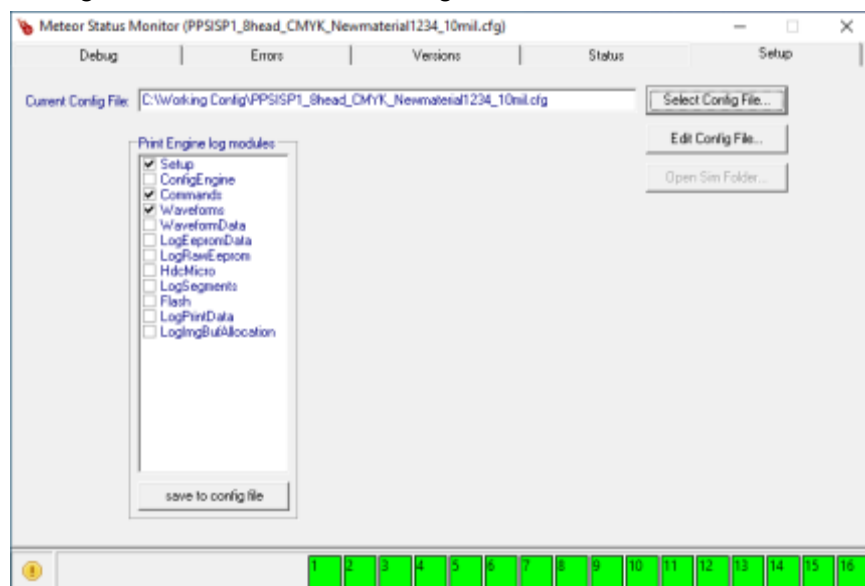 Meteor Status Monitor (PPSISP1_8head_CMYK_Newmaterial1234_10mil.cfg)
Debug Errors Versions Status Setup
Current Config File: C:\Working Config\PPSISP1_8head_CMYK_Newmaterial1234_10mil.cfg Select Config File...
Edit Config File...
Open Sim Folder...
Print Engine log modules
Setup
ConfigEngine
Commands
Waveforms
WaveformData
LogEepromData
LogRawEeprom
HdcMicro
LogSegments
Flash
LogPrintData
LogImgBufAllocation
save to config file
1 2 3 4 5 6 7 8 9 10 11 12 13 14 15 16